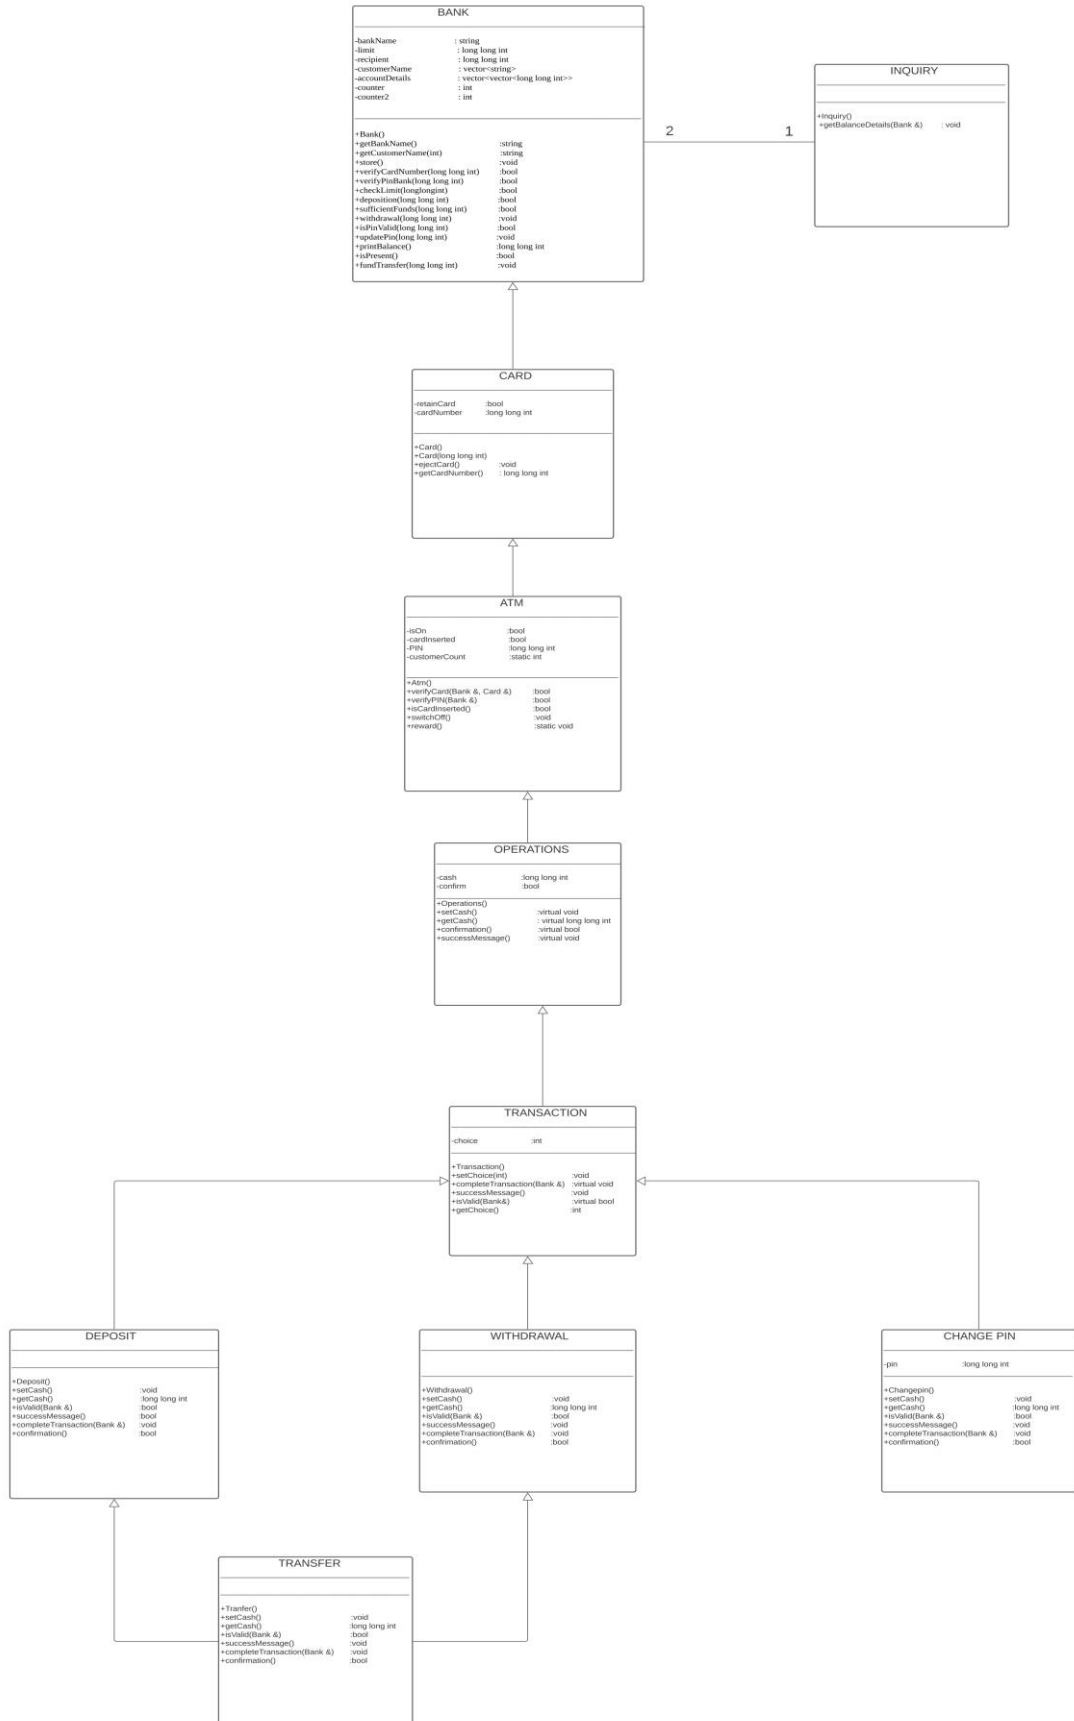 BANK
-bankName : string
-limit : long long int
-recipient : long long int
-customerName : vector<string>
-accountDetails : vector<vector<long long int>>
-counter : int
-counter2 : int
+Bank()
+getBankName() :string
+getCustomerName(int) :string
+store() :void
+verifyCardNumber(long long int) :bool
+verifyPinBank(long long int) :bool
+checkLimit(longlongint) :bool
+deposition(long long int) :bool
+sufficientFunds(long long int) :bool
+withdrawal(long long int) :void
+isPinValid(long long int) :bool
+updatePin(long long int) :void
+printBalance() :long long int
+isPresent() :bool
+fundTransfer(long long int) :void
2 1
INQUIRY
+Inquiry()
+getBalanceDetails(Bank &) : void
CARD
-retainCard :bool
-cardNumber :long long int
+Card()
+Card(long long int)
+ejectCard() :void
+getCardNumber() : long long int
ATM
-isOn :bool
-cardInserted :bool
-PIN :long long int
-customerCount :static int
+Atm()
+verifyCard(Bank &, Card &) :bool
+verifyPIN(Bank &) :bool
+isCardInserted() :bool
+switchOff() :void
+reward() :static void
OPERATIONS
-cash :long long int
-confirm :bool
+Operations()
+setCash() :virtual void
+getCash() : virtual long long int
+confirmation() :virtual bool
+successMessage() :virtual void
TRANSACTION
-choice :int
+Transaction()
+setChoice(int) :void
+completeTransaction(Bank &) :virtual void
+successMessage() :void
+isValid(Bank&) :virtual bool
+getChoice() :int
DEPOSIT
+Deposit()
+setCash() :void
+getCash() :long long int
+isValid(Bank &) :bool
+successMessage() :bool
+completeTransaction(Bank &) :void
+confirmation() :bool
WITHDRAWAL
+Withdrawal()
+setCash() :void
+getCash() :long long int
+isValid(Bank &) :bool
+successMessage() :void
+completeTransaction(Bank &) :void
+confrimation() :bool
CHANGE PIN
-pin :long long int
+Changepin()
+setCash() :void
+getCash() :long long int
+isValid(Bank &) :bool
+successMessage() :void
+completeTransaction(Bank &) :void
+confirmation() :bool
TRANSFER
+Tranfer()
+setCash() :void
+getCash() :long long int
+isValid(Bank &) :bool
+successMessage() :void
+completeTransaction(Bank &) :void
+confirmation() :bool